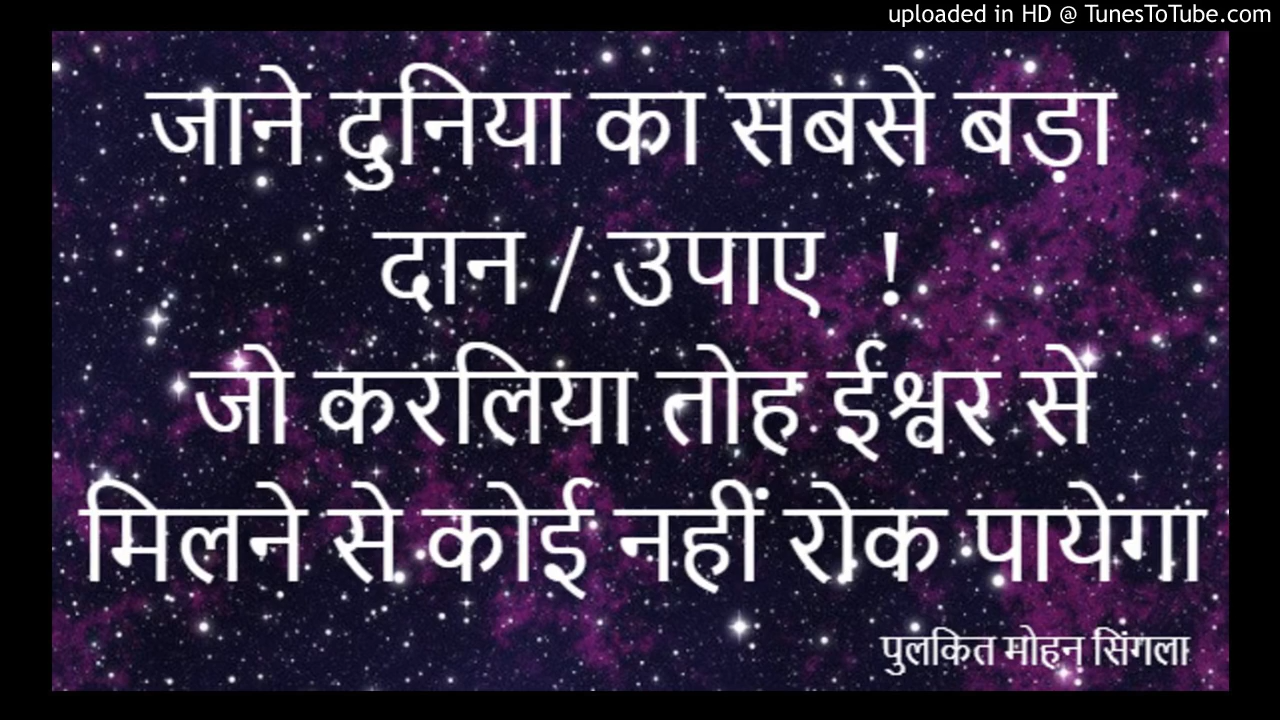 uploaded in HD @ TunesToTube.com
जाने दुनिया का सबसे बड़ा
दान / उपाए !
जो करलिया तोह ईश्वर से
मिलने से कोई नहीं रोक पायेगा
पुलकित मोहन सिंगला